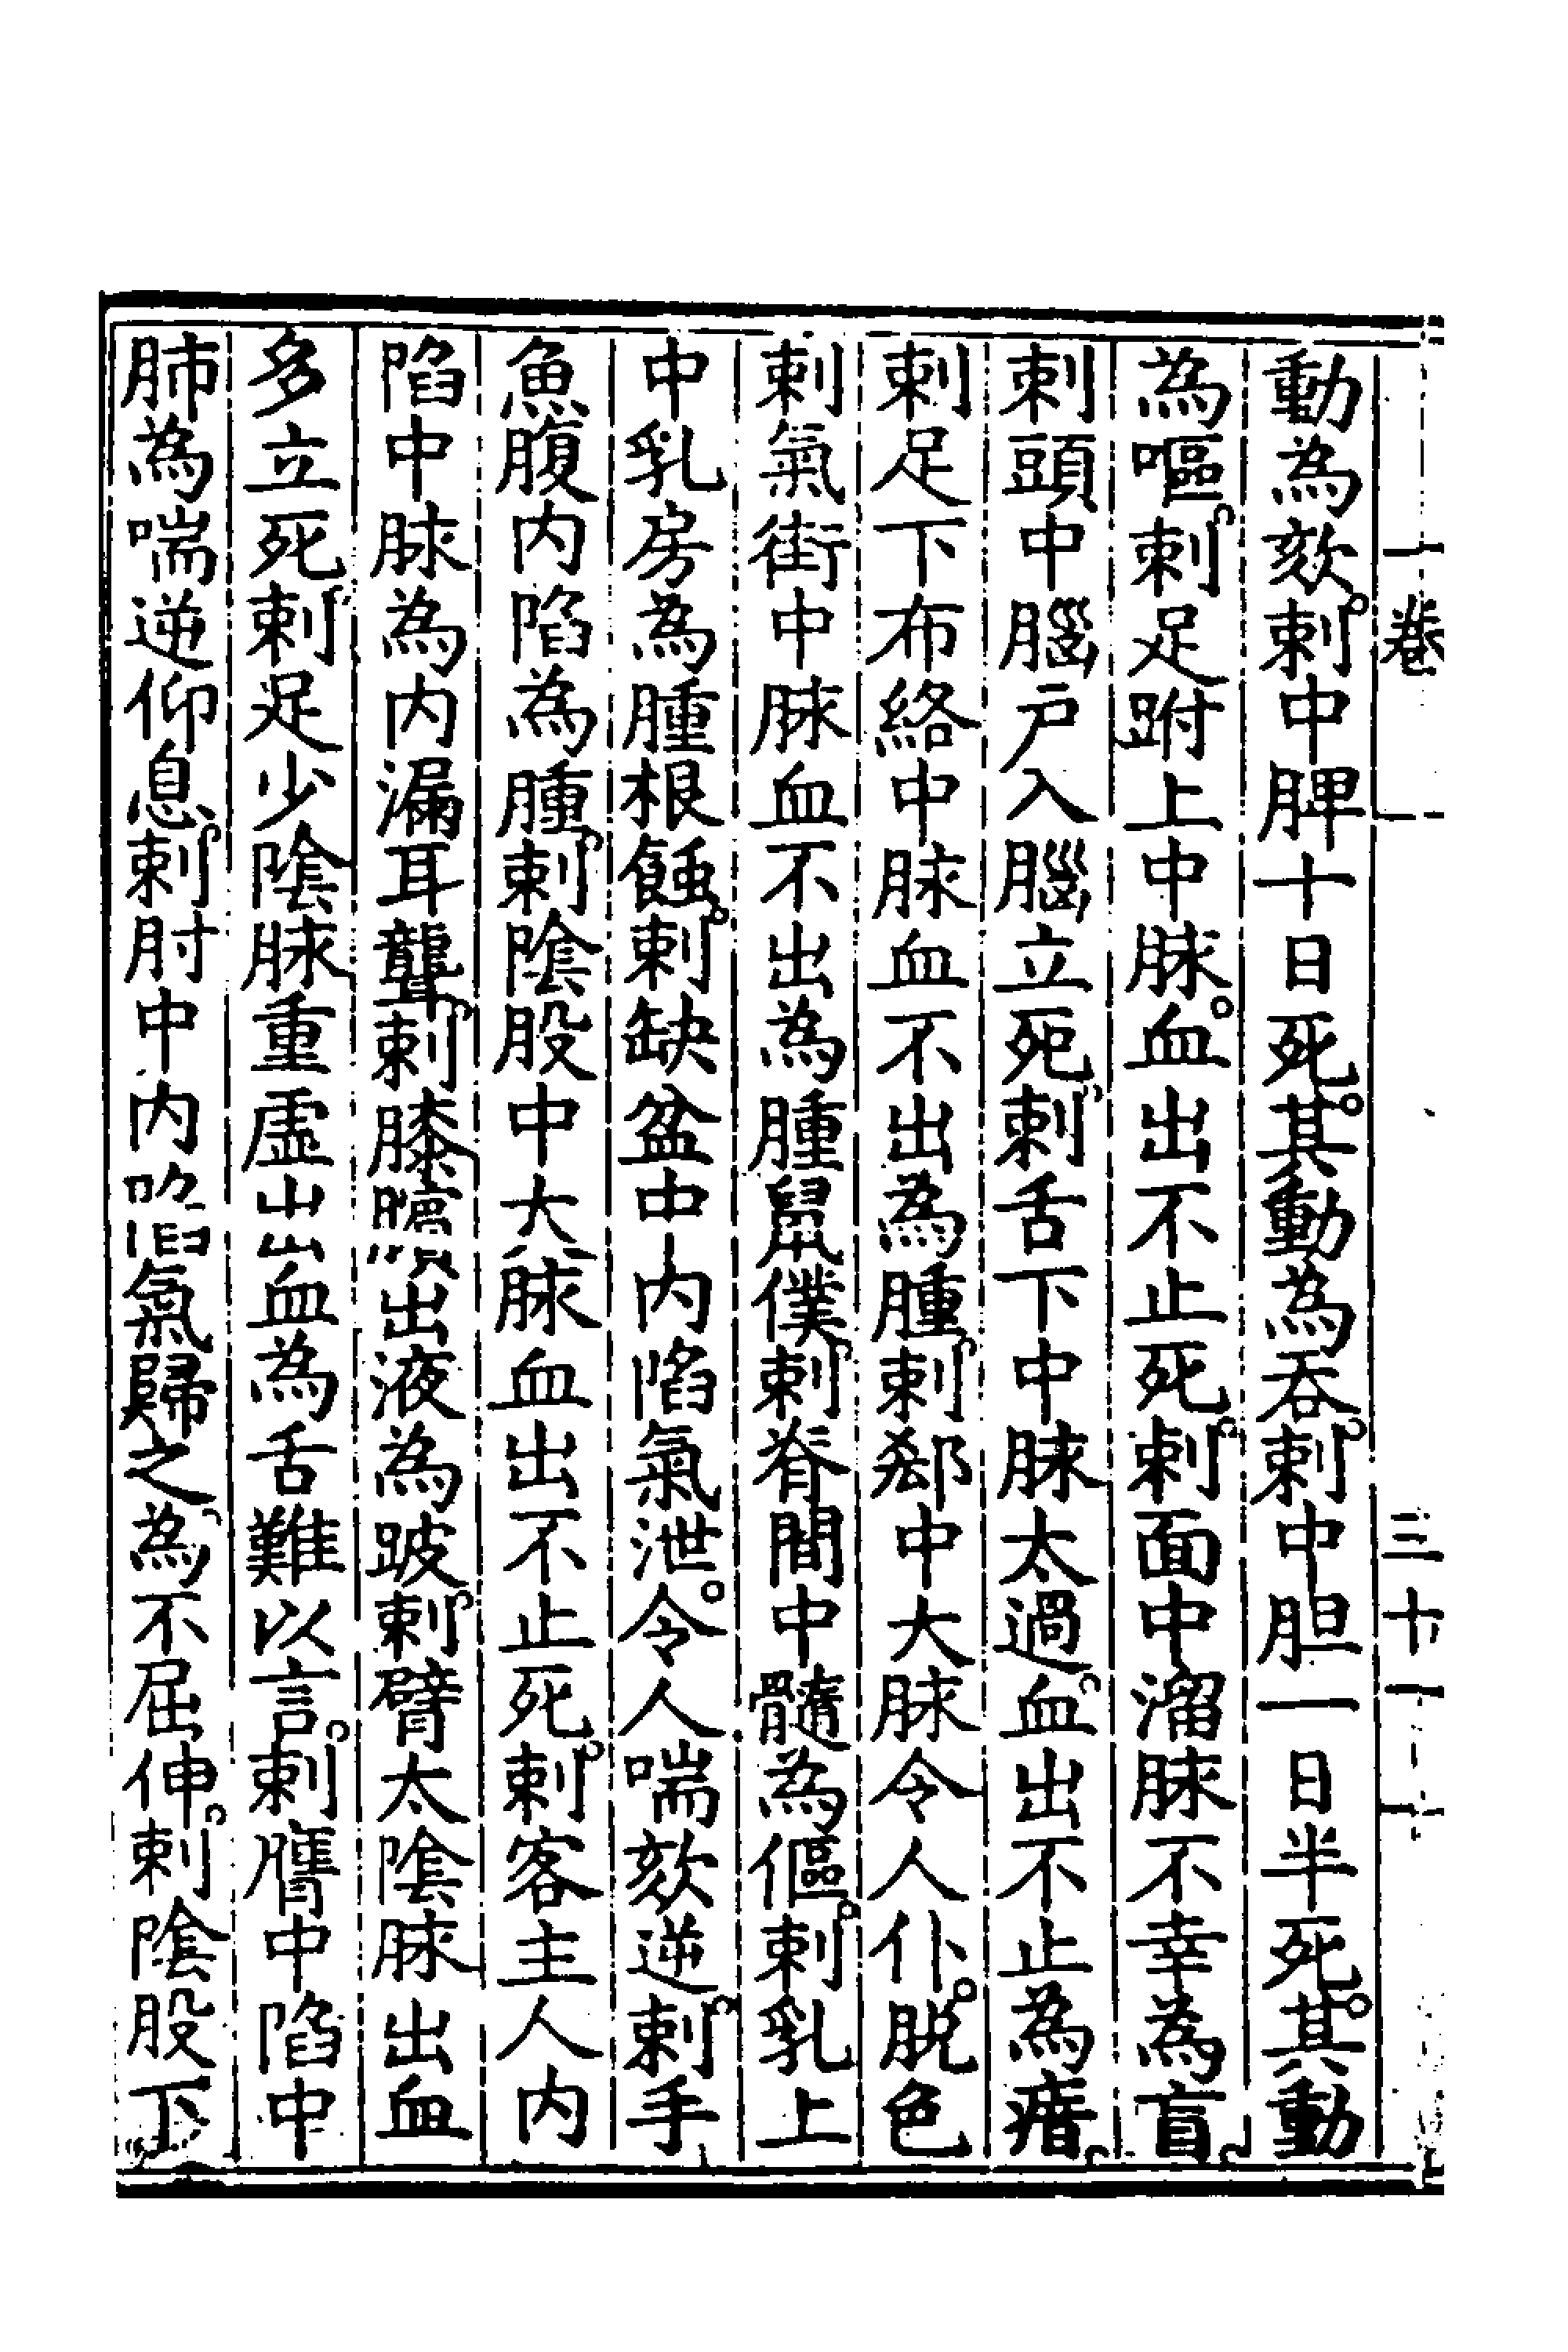 卷一 三十一
動為欬刺中脾十日死其動為吞刺中胆一日半死其動
為嘔刺足跗上中脉血出不止死刺面中溜脉不幸為盲
刺頭中腦户入腦立死刺舌下中脉太過血出不止為瘖
刺足下布絡中脉血不出為腫刺郄中大脉令人仆脱色
刺氣街中脉血不出為腫鼠僕刺脊間中髓為傴刺乳上
中乳房為腫根蝕刺缺盆中内陷氣泄令人喘欬逆刺手
魚腹内陷為腫刺陰股中大脉血出不止死刺客主人内
陷中脉為内漏耳聾刺膝臏出液為跛刺臂太陰脉出血
多立死刺足少陰脉重虛出血為舌難以言刺膺中陷中
肺為喘逆仰息刺肘中内陷氣歸之為不屈伸刺陰股下